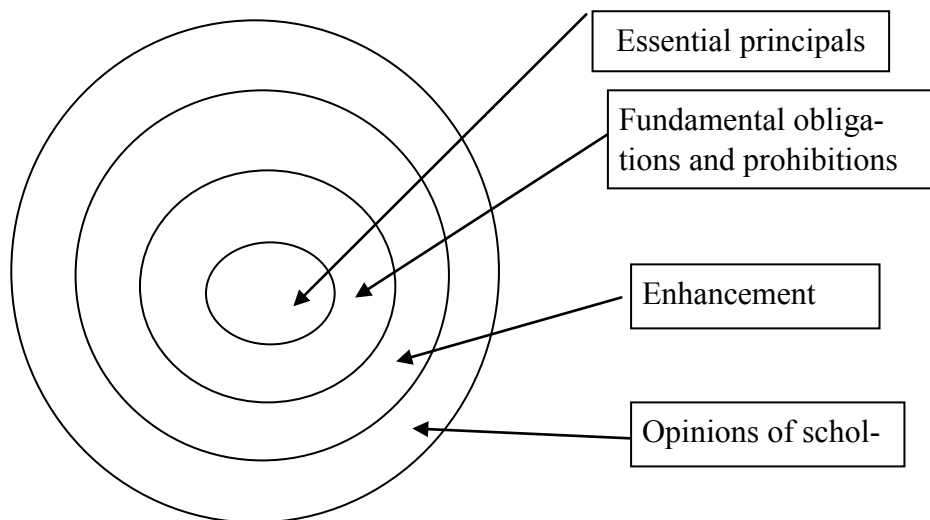 Essential principals
Fundamental obliga-
tions and prohibitions
Enhancement
Opinions of schol-